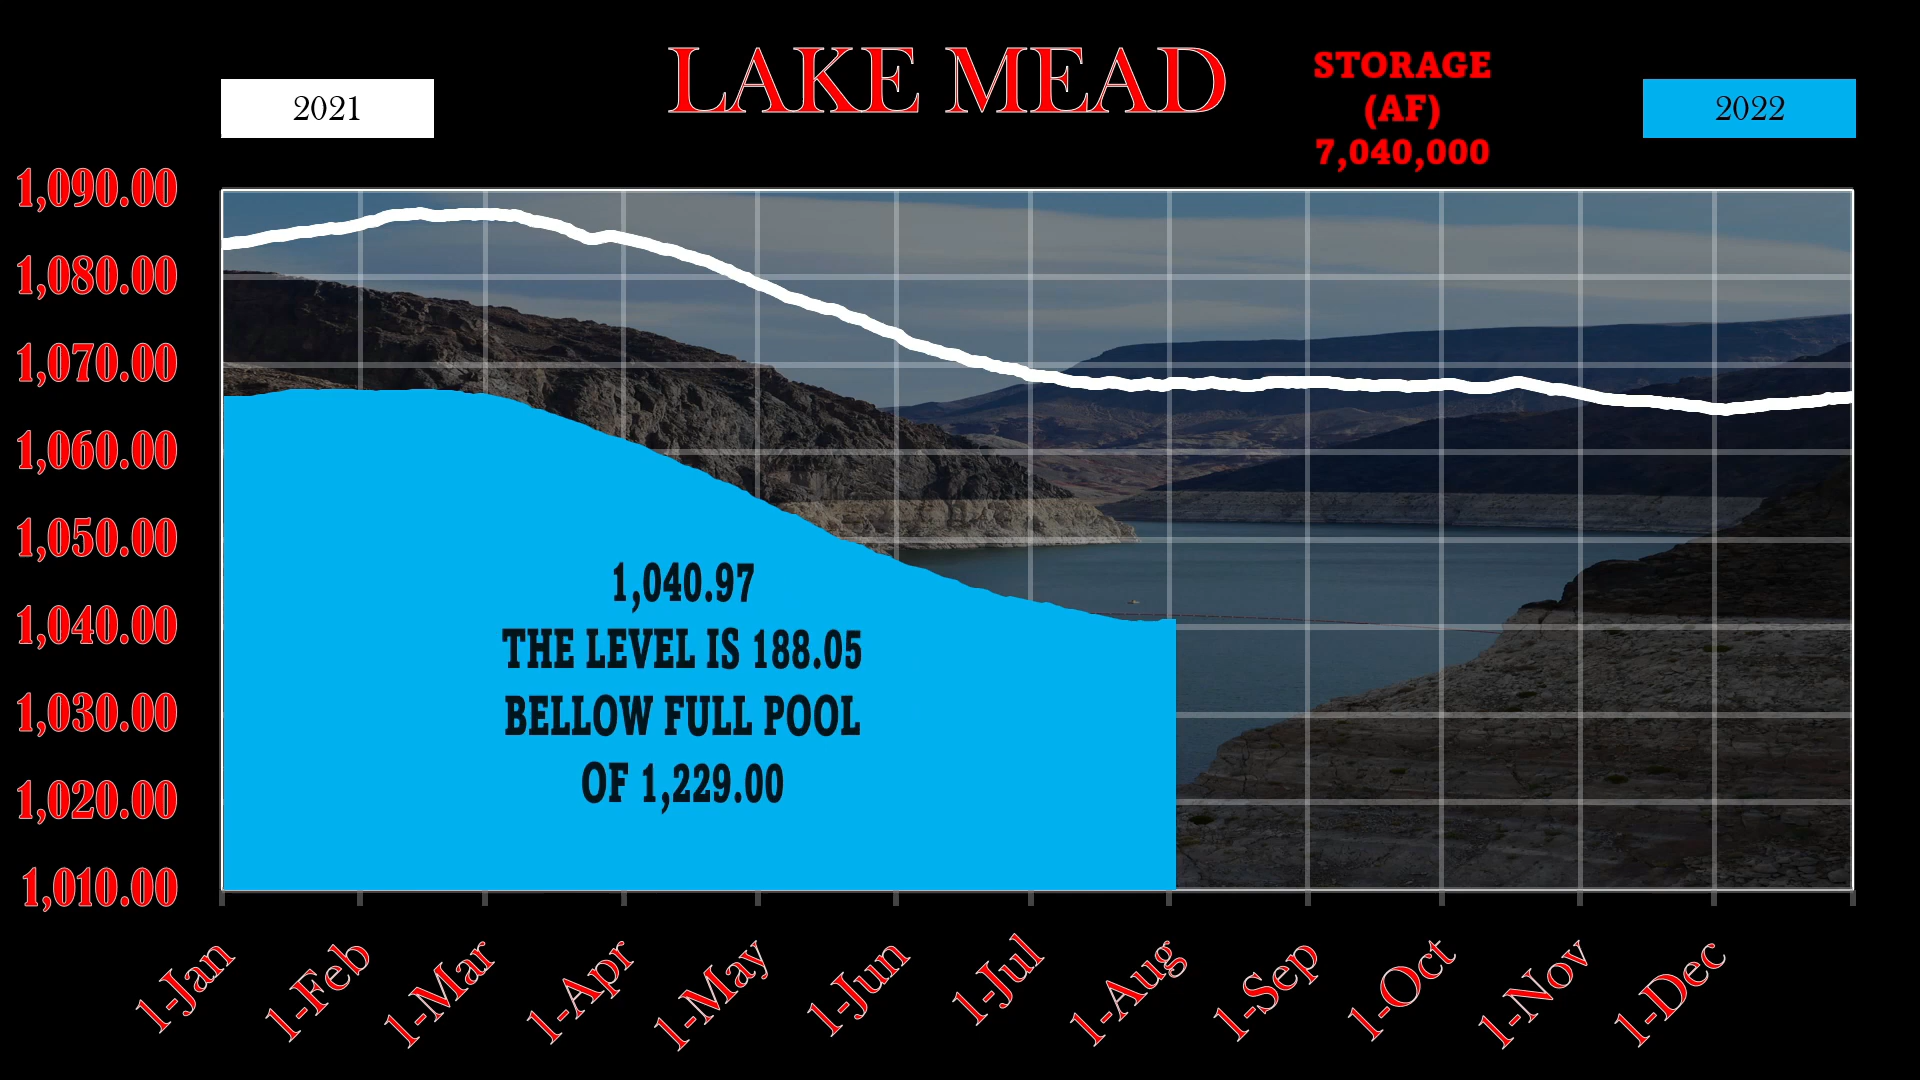 LAKE MEAD
STORAGE
(AF)
7,040,000
2021
2022
1,090.00
1,080.00
1,070.00
1,060.00
1,050.00
1,040.00
1,030.00
1,020.00
1,010.00
1,040.97
THE LEVEL IS 188.05
BELLOW FULL POOL
OF 1,229.00
1-Jan
1-Feb
1-Mar
1-Apr
1-May
1-Jun
1-Jul
1-Aug
1-Sep
1-Oct
1-Nov
1-Dec